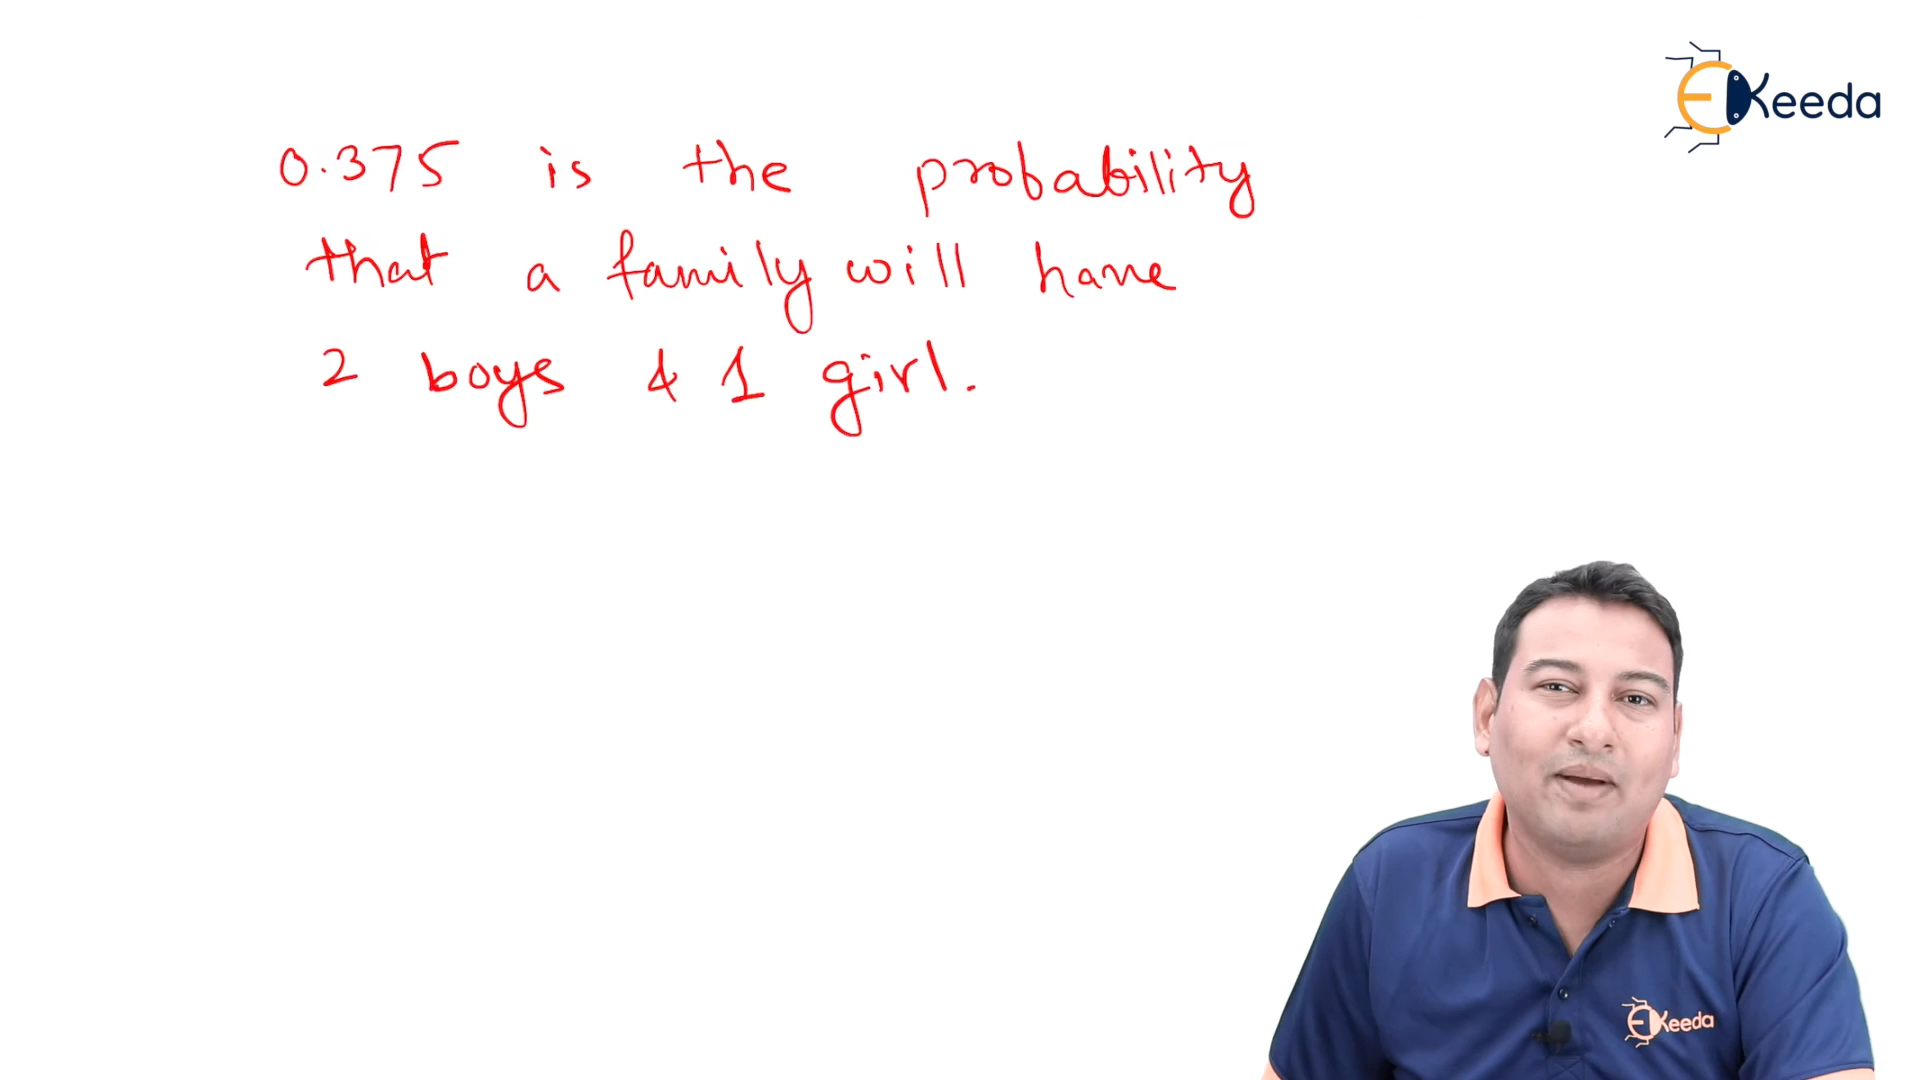 EKeeda
0.375 is the probability
that a family will have
2 boys & 1 girl.
EKeeda